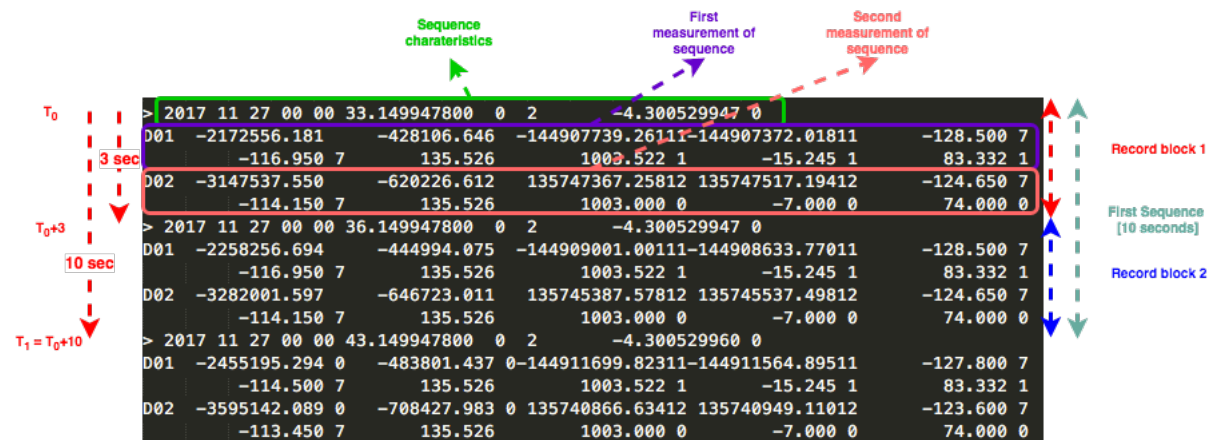 Sequence
charateristics
First
measurement of
sequence
Second
measurement of
sequence
T0
3 sec
T0+3
10 sec
T1 = T0+10
> 2017 11 27 00 00 33.149947800  0  2      -4.300529947 0
D01  -2172556.181     -428106.646  -144907739.26111-144907372.01811      -128.500 7
-116.950 7       135.526        1003.522 1       -15.245 1        83.332 1
D02  -3147537.550     -620226.612   135747367.25812 135747517.19412      -124.650 7
-114.150 7       135.526        1003.000 0        -7.000 0        74.000 0
> 2017 11 27 00 00 36.149947800  0  2      -4.300529947 0
D01  -2258256.694     -444994.075  -144909001.00111-144908633.77011      -128.500 7
-116.950 7       135.526        1003.522 1       -15.245 1        83.332 1
D02  -3282001.597     -646723.011   135745387.57812 135745537.49812      -124.650 7
-114.150 7       135.526        1003.000 0        -7.000 0        74.000 0
> 2017 11 27 00 00 43.149947800  0  2      -4.300529960 0
D01  -2455195.294 0   -483801.437 0-144911699.82311-144911564.89511      -127.800 7
-114.500 7       135.526        1003.522 1       -15.245 1        83.332 1
D02  -3595142.089 0   -708427.983 0 135740866.63412 135740949.11012      -123.600 7
-113.450 7       135.526        1003.000 0        -7.000 0        74.000 0
Record block 1
First Sequence
[10 seconds]
Record block 2